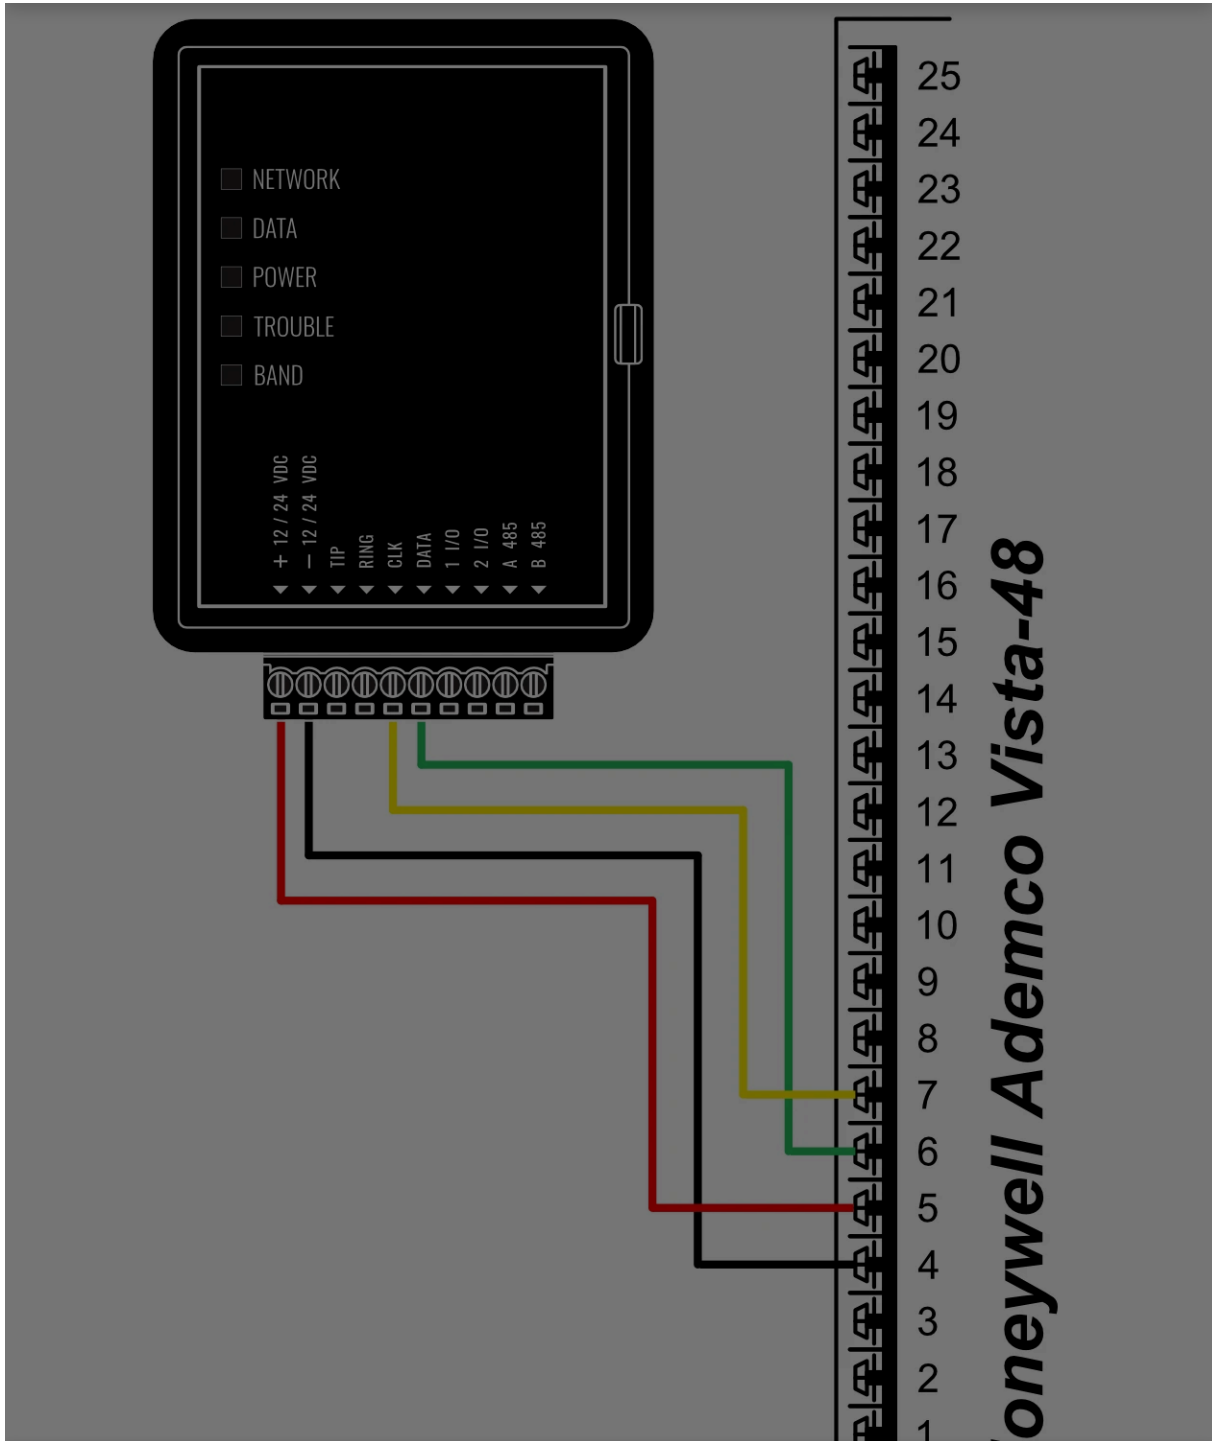 NETWORK
DATA
POWER
TROUBLE
BAND
+ 12 / 24 VDC
– 12 / 24 VDC
TIP
RING
CLK
DATA
1 I/O
2 I/O
A 485
B 485
25
24
23
22
21
20
19
18
17
16
15
14
13
12
11
10
9
8
7
6
5
4
3
2
1
oneywell Ademco Vista-48